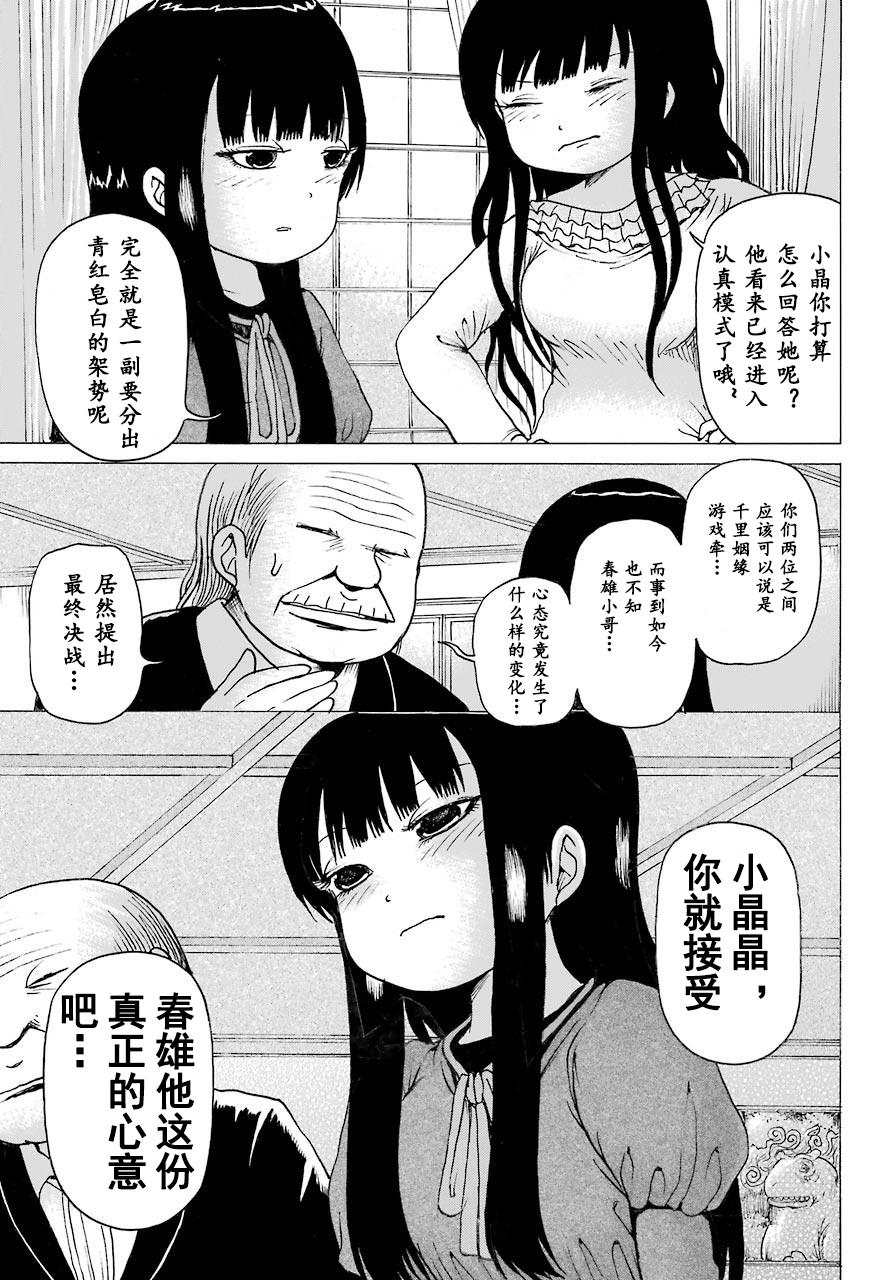 小晶你打算
怎么回答她呢？
他看来已经进入
认真模式了哦~
完全就是一副要分出
青红皂白的架势呢
你们两位之间
应该可以说是
千里姻缘
游戏牵…
而事到如今
也不知
春雄小哥…
心态究竟发生了
什么样的变化…
居然提出
最终决战…
小晶晶，
你就接受
春雄他这份
真正的心意
吧…